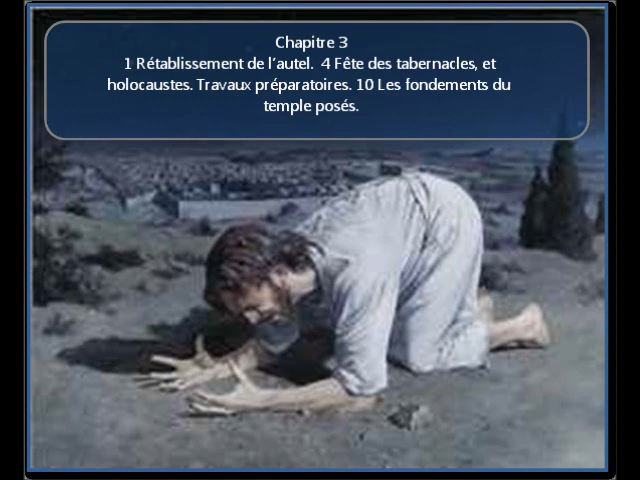 Chapitre 3
1 Rétablissement de l'autel.  4 Fête des tabernacles, et
holocaustes. Travaux préparatoires. 10 Les fondements du
temple posés.